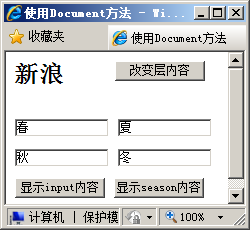 使用Document方法 - Wi...
收藏夹 使用Document方法
新浪 改变层内容
春 夏
秋 冬
显示input内容 显示season内容
计算机 | 保护模 100%